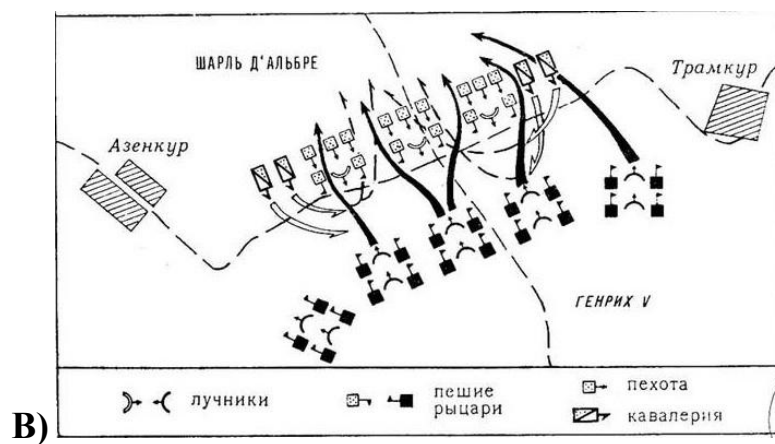 ШАРЛЬ Д'АЛЬБРЕ
Трамкур
Азенкур
ГЕНРИХ V
лучники
пешие рыцари
пехота
кавалерия
В)